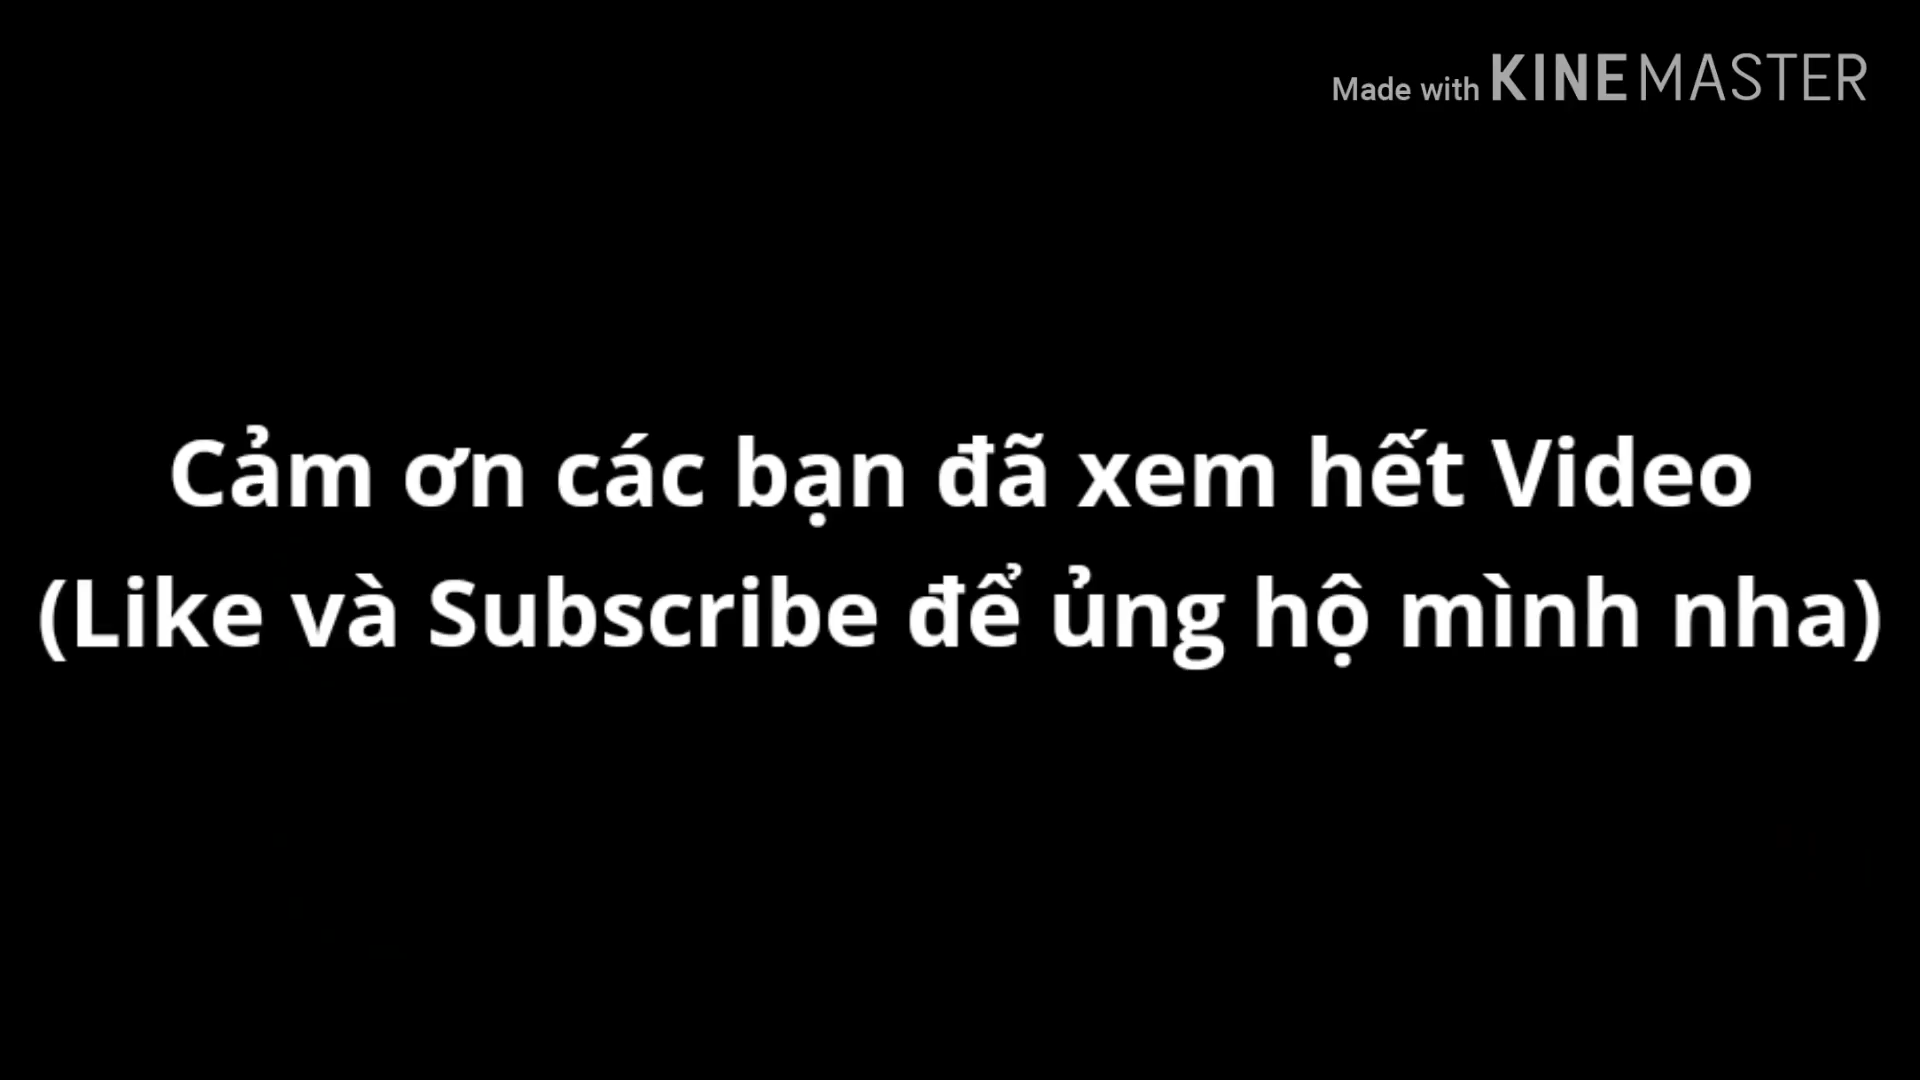 Made with KINEMASTER
Cảm ơn các bạn đã xem hết Video
(Like và Subscribe để ủng hộ mình nha)